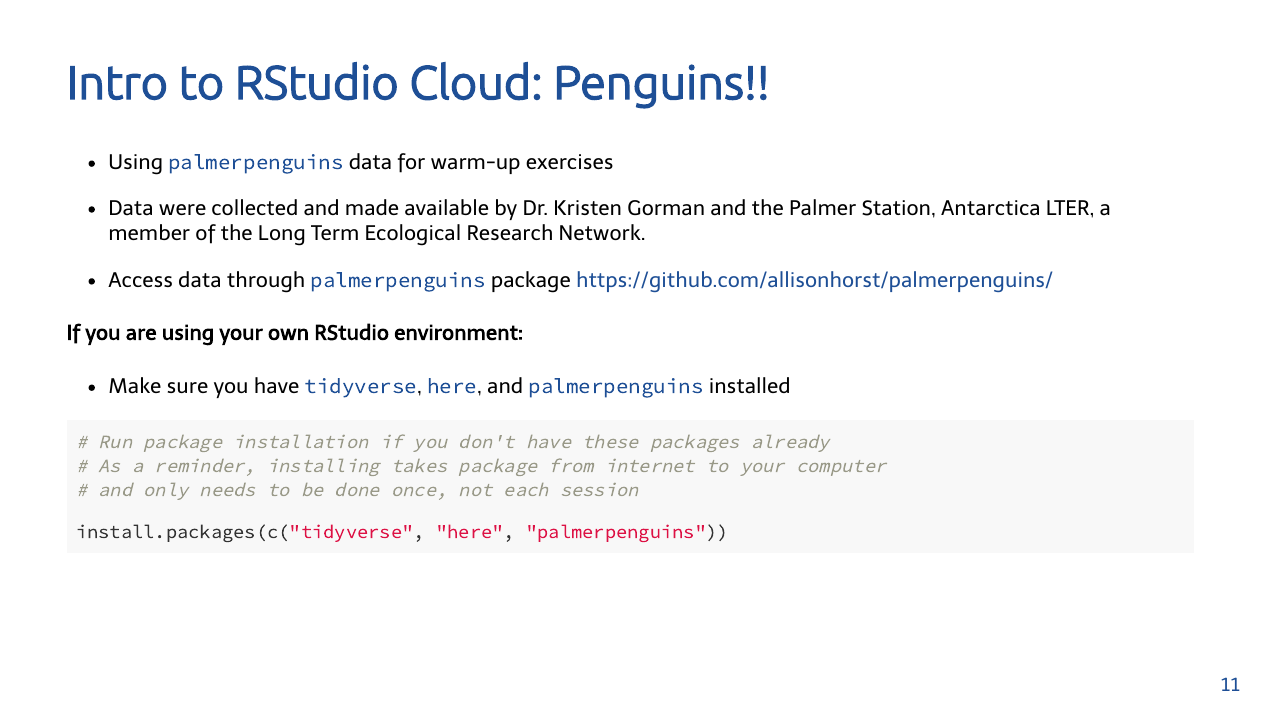 Intro to RStudio Cloud: Penguins!!
• Using palmerpenguins data for warm-up exercises
• Data were collected and made available by Dr. Kristen Gorman and the Palmer Station, Antarctica LTER, a
member of the Long Term Ecological Research Network.
• Access data through palmerpenguins package https://github.com/allisonhorst/palmerpenguins/
If you are using your own RStudio environment:
• Make sure you have tidyverse, here, and palmerpenguins installed
# Run package installation if you don't have these packages already
# As a reminder, installing takes package from internet to your computer
# and only needs to be done once, not each session
install.packages(c("tidyverse", "here", "palmerpenguins"))
11